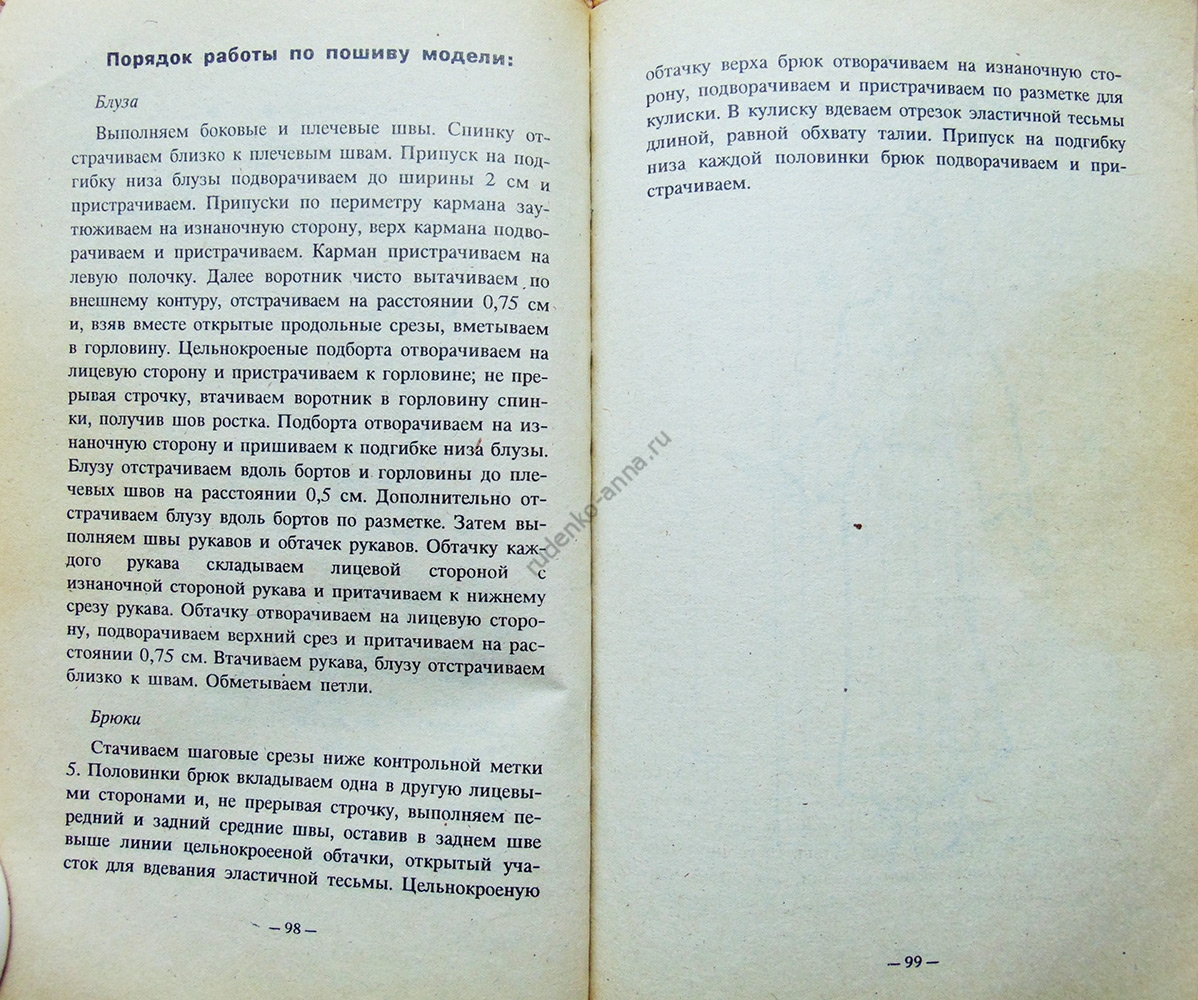 Порядок работы по пошиву модели:
Блуза
Выполняем боковые и плечевые швы. Спинку от-
страчиваем близко к плечевым швам. Припуск на под-
гибку низа блузы подворачиваем до ширины 2 см и
пристрачиваем. Припуски по периметру кармана зау-
тюживаем на изнаночную сторону, верх кармана подво-
рачиваем и пристрачиваем. Карман пристрачиваем на
левую полочку. Далее воротник чисто вытачиваем по
внешнему контуру, отстрачиваем на расстоянии 0,75 см
и, взяв вместе открытые продольные срезы, вметываем
в горловину. Цельнокроеные подборта отворачиваем на
лицевую сторону и пристрачиваем к горловине; не пре-
рывая строчку, втачиваем воротник в горловину спин-
ки, получив шов ростка. Подборта отворачиваем на из-
наночную сторону и пришиваем к подгибке низа блузы.
Блузу отстрачиваем вдоль бортов и горловины до пле-
чевых швов на расстоянии 0,5 см. Дополнительно от-
страчиваем блузу вдоль бортов по разметке. Затем вы-
полняем швы рукавов и обтачек рукавов. Обтачку каж-
дого рукава складываем лицевой стороной с
изнаночной стороной рукава и притачиваем к нижнему
срезу рукава. Обтачку отворачиваем на лицевую сторо-
ну, подворачиваем верхний срез и притачиваем на рас-
стоянии 0,75 см. Втачиваем рукава, блузу отстрачиваем
близко к швам. Обметываем петли.
Брюки
Стачиваем шаговые срезы ниже контрольной метки
5. Половинки брюк вкладываем одна в другую лицевы-
ми сторонами и, не прерывая строчку, выполняем пе-
редний и задний средние швы, оставив в заднем шве
выше линии цельнокроееной обтачки, открытый уча-
сток для вдевания эластичной тесьмы. Цельнокроеную
— 98 —
обтачку верха брюк отворачиваем на изнаночную сто-
рону, подворачиваем и пристрачиваем по разметке для
кулиски. В кулиску вдеваем отрезок эластичной тесьмы
длиной, равной обхвату талии. Припуск на подгибку
низа каждой половинки брюк подворачиваем и при-
страчиваем.
— 99 —
rudenko-anna.ru